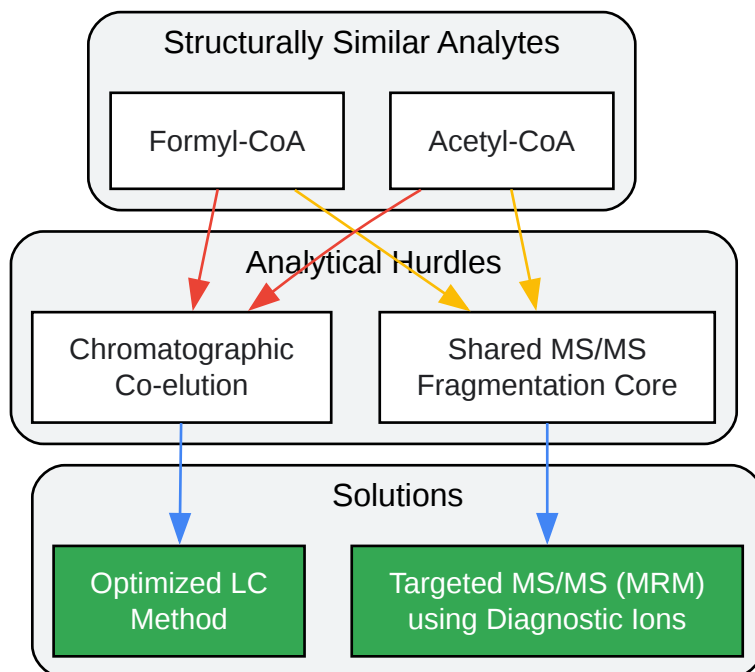 Structurally Similar Analytes
Formyl-CoA
Acetyl-CoA
Analytical Hurdles
Chromatographic
Co-elution
Shared MS/MS
Fragmentation Core
Solutions
Optimized LC
Method
Targeted MS/MS (MRM)
using Diagnostic Ions